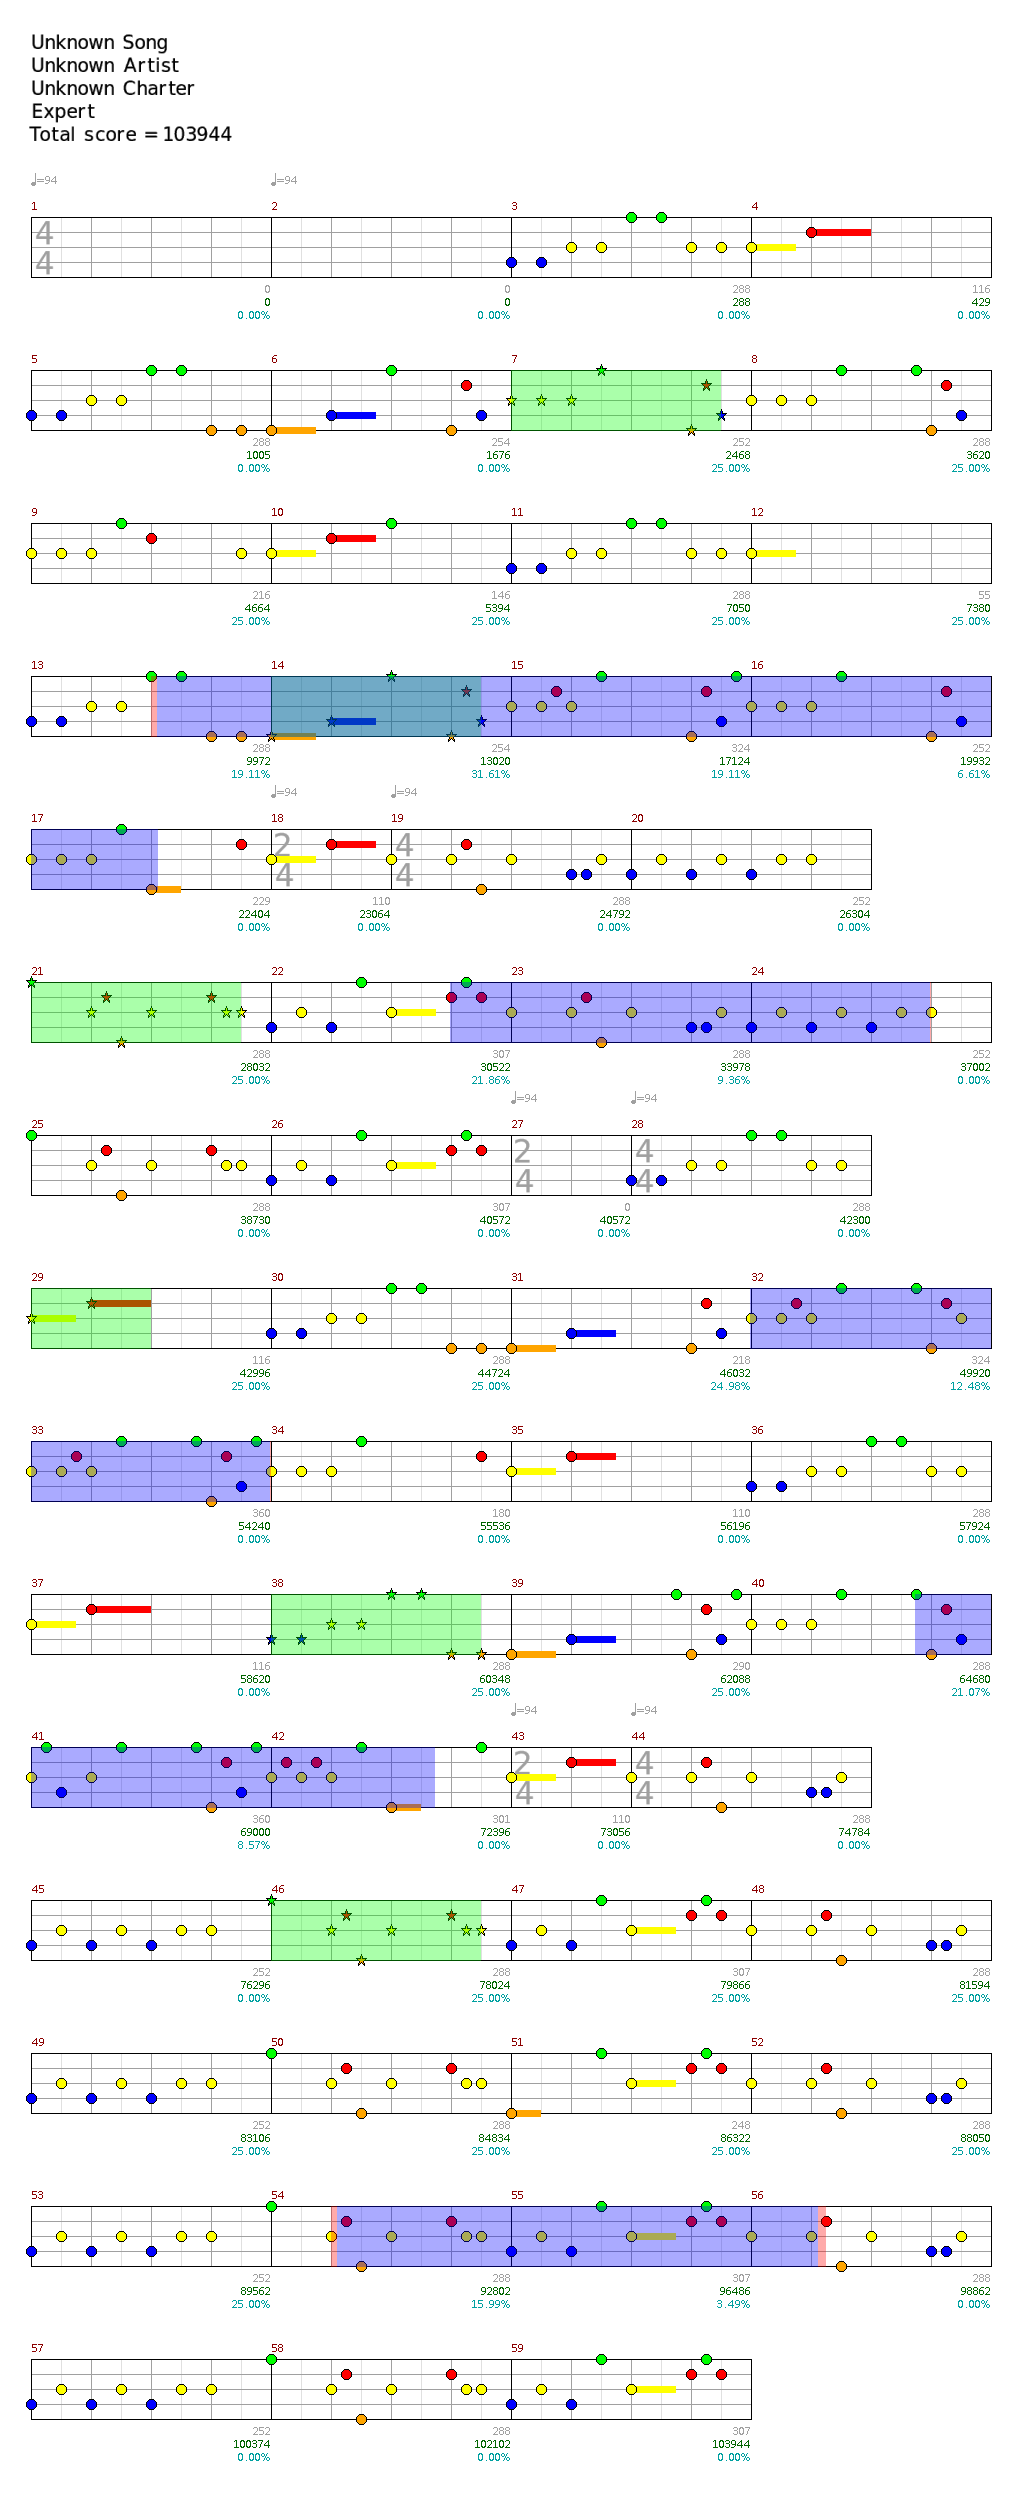 Unknown Song
Unknown Artist
Unknown Charter
Expert
Total score = 103944
♩=94 ♩=94
1 2 3 4
4
4
0 0 288 116
0 0 288 429
0.00% 0.00% 0.00% 0.00%
5 6 7 8
288 254 252 288
1005 1676 2468 3620
0.00% 0.00% 25.00% 25.00%
9 10 11 12
216 146 288 55
4664 5394 7050 7380
25.00% 25.00% 25.00% 25.00%
13 14 15 16
288 254 324 252
9972 13020 17124 19932
19.11% 31.61% 19.11% 6.61%
♩=94 ♩=94
17 18 19 20
2 4
4 4
229 110 288 252
22404 23064 24792 26304
0.00% 0.00% 0.00% 0.00%
21 22 23 24
288 307 288 252
28032 30522 33978 37002
25.00% 21.86% 9.36% 0.00%
♩=94 ♩=94
25 26 27 28
2 4
4 4
288 307 0 288
38730 40572 40572 42300
0.00% 0.00% 0.00% 0.00%
29 30 31 32
116 288 218 324
42996 44724 46032 49920
25.00% 25.00% 24.98% 12.48%
33 34 35 36
360 180 110 288
54240 55536 56196 57924
0.00% 0.00% 0.00% 0.00%
37 38 39 40
116 288 290 288
58620 60348 62088 64680
0.00% 25.00% 25.00% 21.07%
♩=94 ♩=94
41 42 43 44
2 4
4 4
360 301 110 288
69000 72396 73056 74784
8.57% 0.00% 0.00% 0.00%
45 46 47 48
252 288 307 288
76296 78024 79866 81594
0.00% 25.00% 25.00% 25.00%
49 50 51 52
252 288 248 288
83106 84834 86322 88050
25.00% 25.00% 25.00% 25.00%
53 54 55 56
252 288 307 288
89562 92802 96486 98862
25.00% 15.99% 3.49% 0.00%
57 58 59
252 288 307
100374 102102 103944
0.00% 0.00% 0.00%